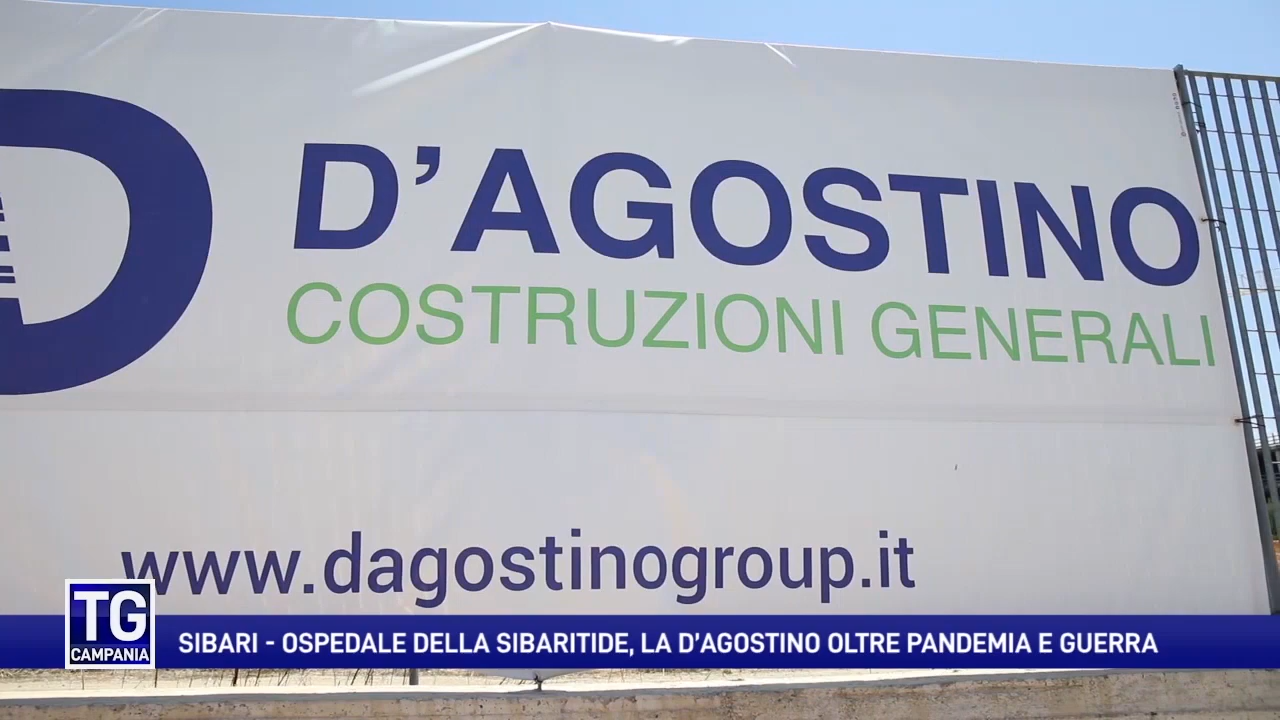 D'AGOSTINO
COSTRUZIONI GENERALI
www.dagostinogroup.it
TG
CAMPANIA
SIBARI - OSPEDALE DELLA SIBARITIDE, LA D'AGOSTINO OLTRE PANDEMIA E GUERRA